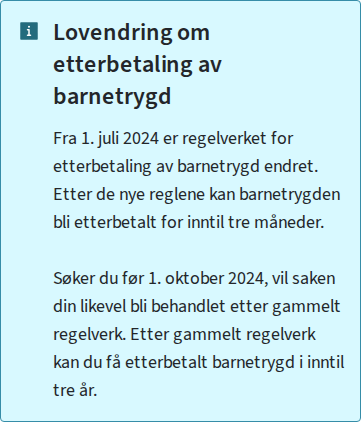 Lovendring om
etterbetaling av
barnetrygd
Fra 1. juli 2024 er regelverket for
etterbetaling av barnetrygd endret.
Etter de nye reglene kan barnetrygden
bli etterbetalt for inntil tre måneder.
Søker du før 1. oktober 2024, vil saken
din likevel bli behandlet etter gammelt
regelverk. Etter gammelt regelverk
kan du få etterbetalt barnetrygd i inntil
tre år.